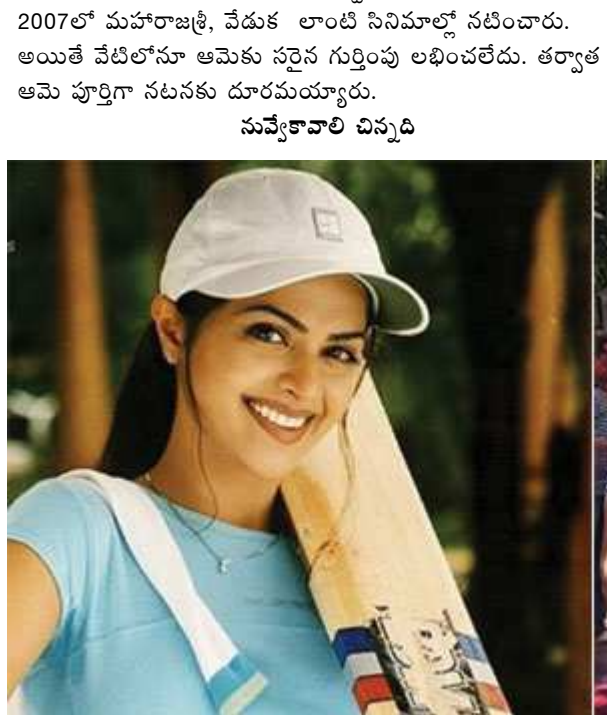 2007లో మహారాజశ్రీ, వేడుక లాంటి సినిమాల్లో నటించారు.
అయితే వేటిలోనూ ఆమెకు సరైన గుర్తింపు లభించలేదు. తర్వాత
ఆమె పూర్తిగా నటనకు దూరమయ్యారు.
నువ్వేకావాలి చిన్నది